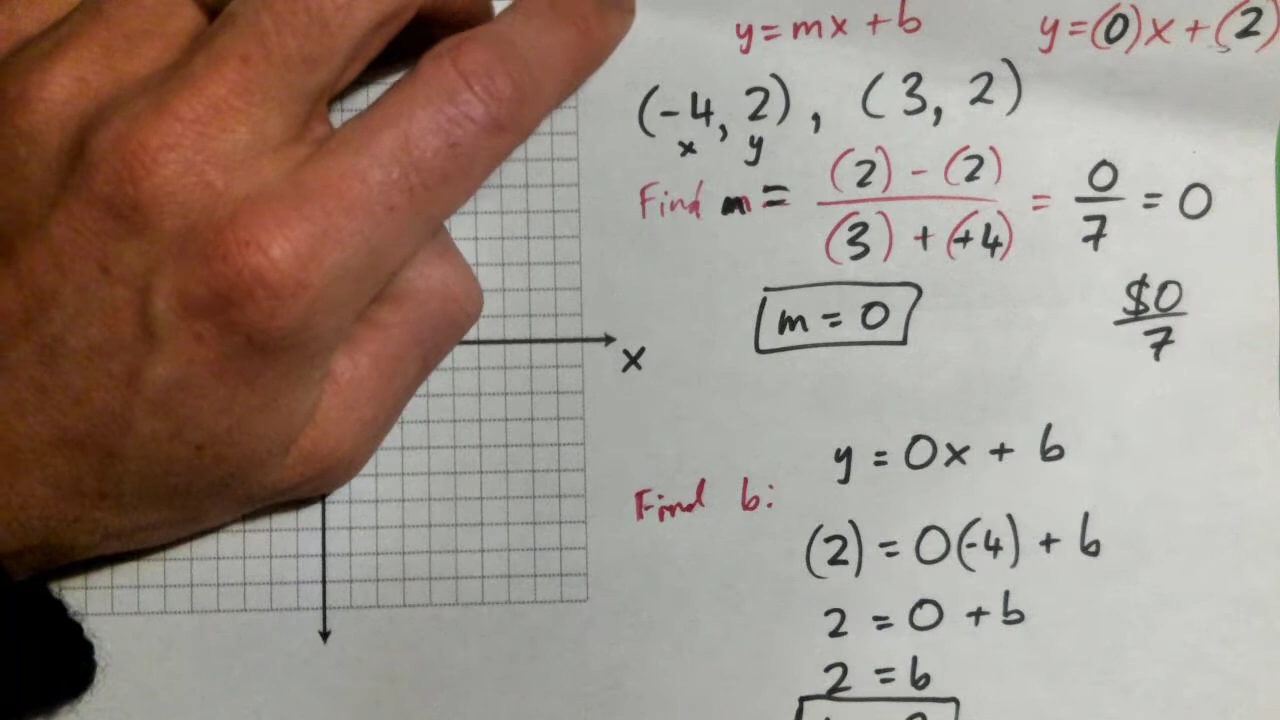 y=mx+b y=(0)x+(2)
(-4, 2), (3, 2)
x y
Find m = (2) - (2) / (3) + (+4) = 0/7 = 0
m = 0
$0/7
x
y = 0x + b
Find b:
(2) = 0(-4) + b
2 = 0 + b
2 = b